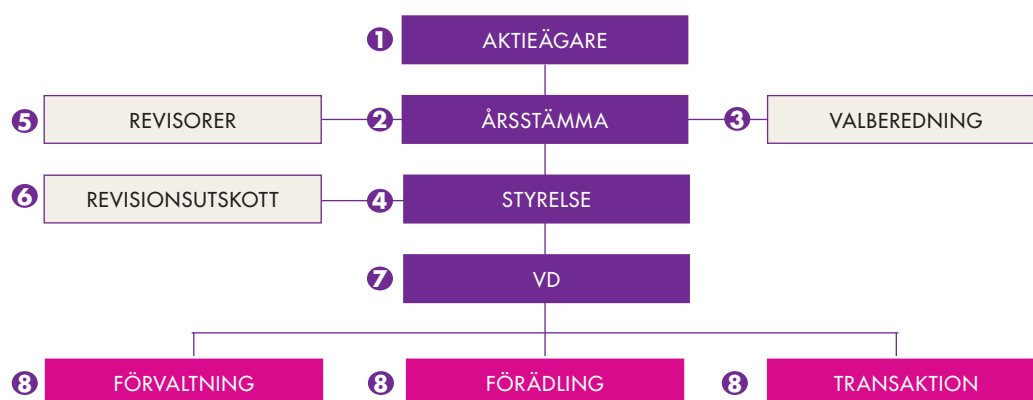 1 AKTIEÄGARE
5 REVISORER 2 ÅRSSTÄMMA 3 VALBEREDNING
6 REVISIONSUTSKOTT 4 STYRELSE
7 VD
8 FÖRVALTNING 8 FÖRÄDLING 8 TRANSAKTION